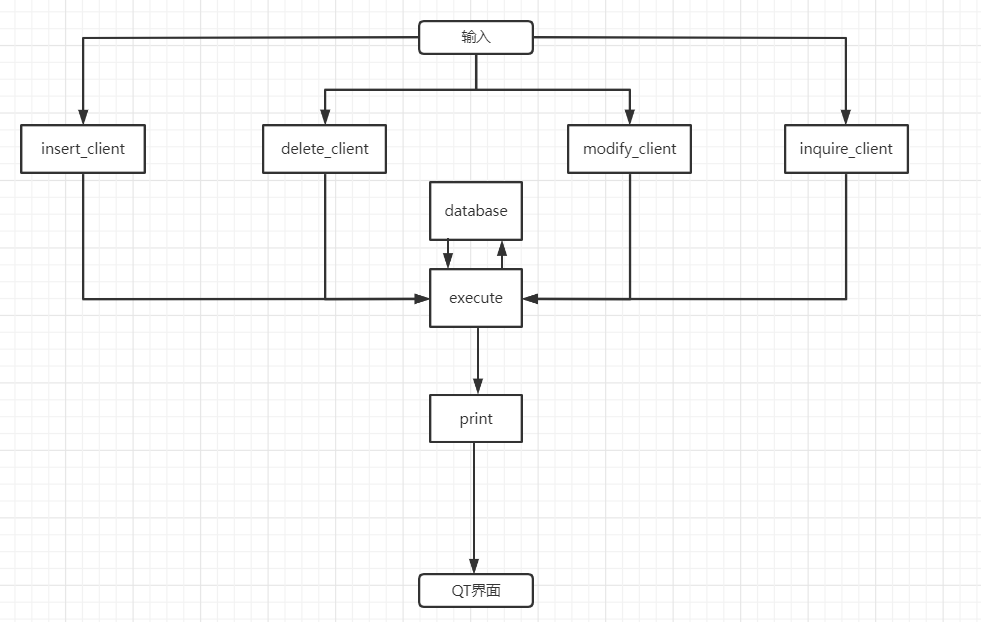 输入
insert_client
delete_client
modify_client
inquire_client
database
execute
print
QT界面